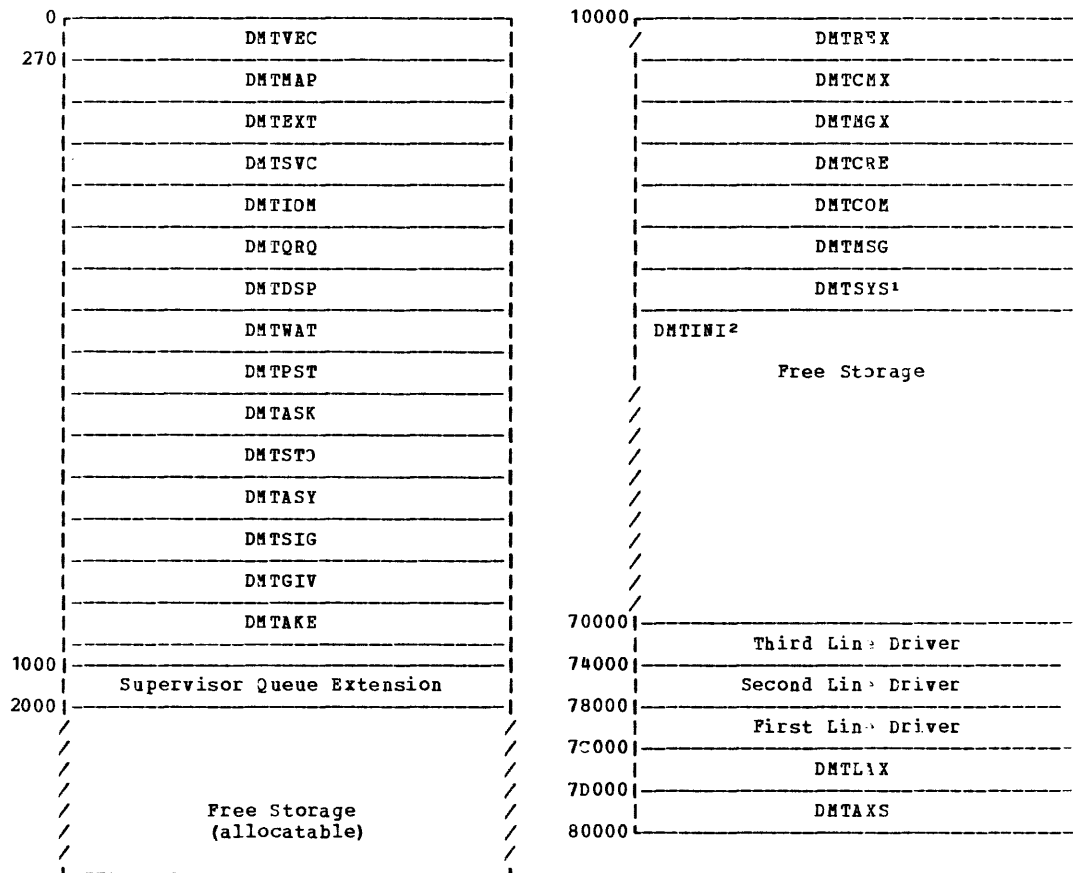 0
DMTVEC
270
DMTMAP
DMTEXT
DMTSVC
DMTIOM
DMTQRQ
DMTDSP
DMTWAT
DMTPST
DMTASK
DMTSTO
DMTASY
DMTSIG
DMTGIV
DMTAKE
1000
Supervisor Queue Extension
2000
Free Storage
(allocatable)
10000
DMTREX
DMTCMX
DMTMGX
DMTCRE
DMTCOM
DMTMSG
DMTSYS¹
DMTINI²
Free Storage
70000
Third Line Driver
74000
Second Line Driver
78000
First Line Driver
7C000
DMTLAX
7D000
DMTAXS
80000